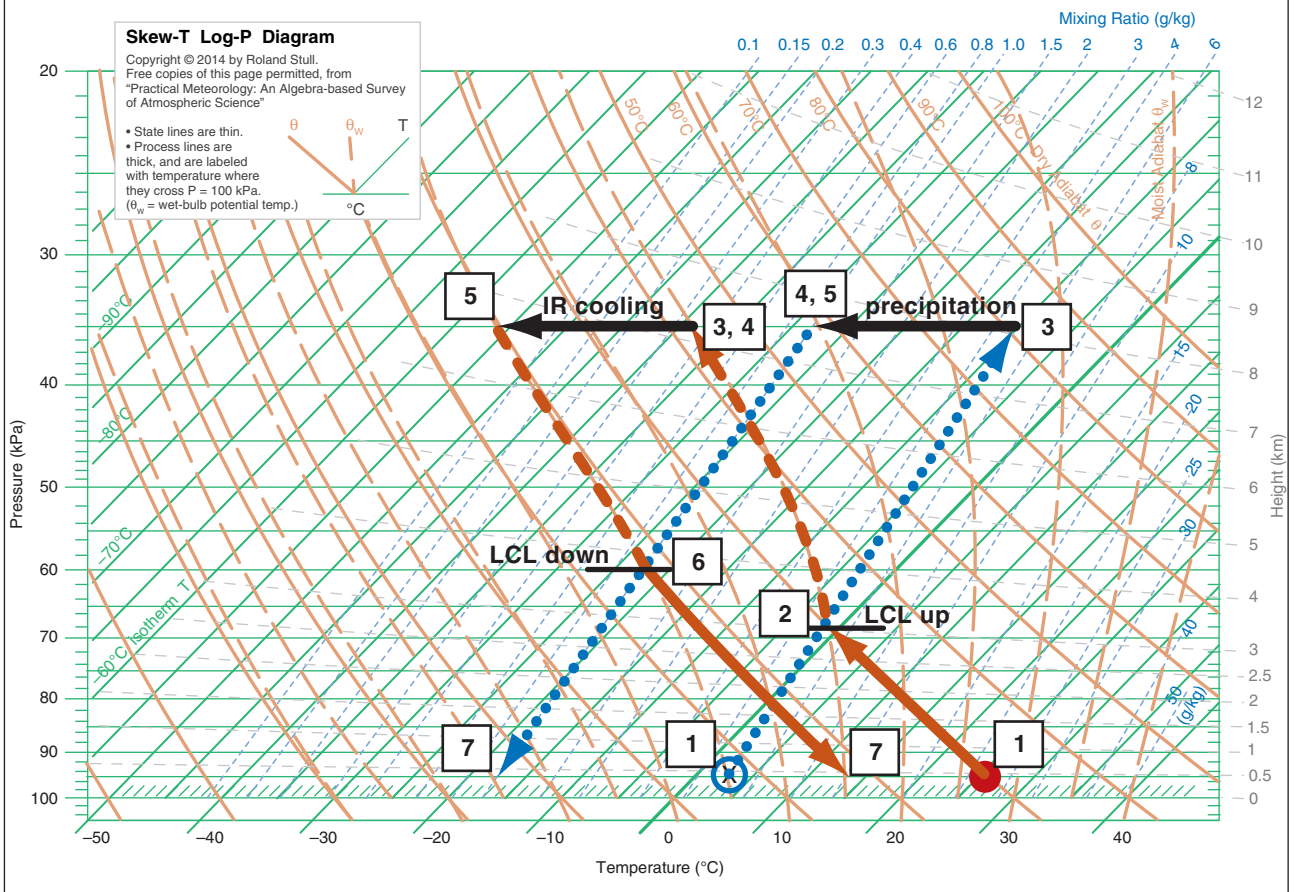 Mixing Ratio (g/kg)
0.1 0.15 0.2 0.3 0.4 0.6 0.8 1.0 1.5 2 3 4 6
Skew-T Log-P Diagram
Copyright © 2014 by Roland Stull.
Free copies of this page permitted, from
“Practical Meteorology: An Algebra-based Survey
of Atmospheric Science”
• State lines are thin.
• Process lines are
thick, and are labeled
with temperature where
they cross P = 100 kPa.
(θw = wet-bulb potential temp.)
θ θw T
°C
50°C 60°C 70°C 80°C 90°C 100°C Dry Adiabat θ
Moist Adiabat θw
8
10
15
20
25
30
40
50
(g/kg)
–90°C
–80°C
–70°C
–60°C Isotherm T
5 IR cooling 3, 4
4, 5 precipitation 3
LCL down 6
2 LCL up
7 1 7 1
X
Pressure (kPa)
20
30
40
50
60
70
80
90
100
Height (km)
12
11
10
9
8
7
6
5
4
3
2.5
2
1.5
1
0.5
0
–50 –40 –30 –20 –10 0 10 20 30 40
Temperature (°C)